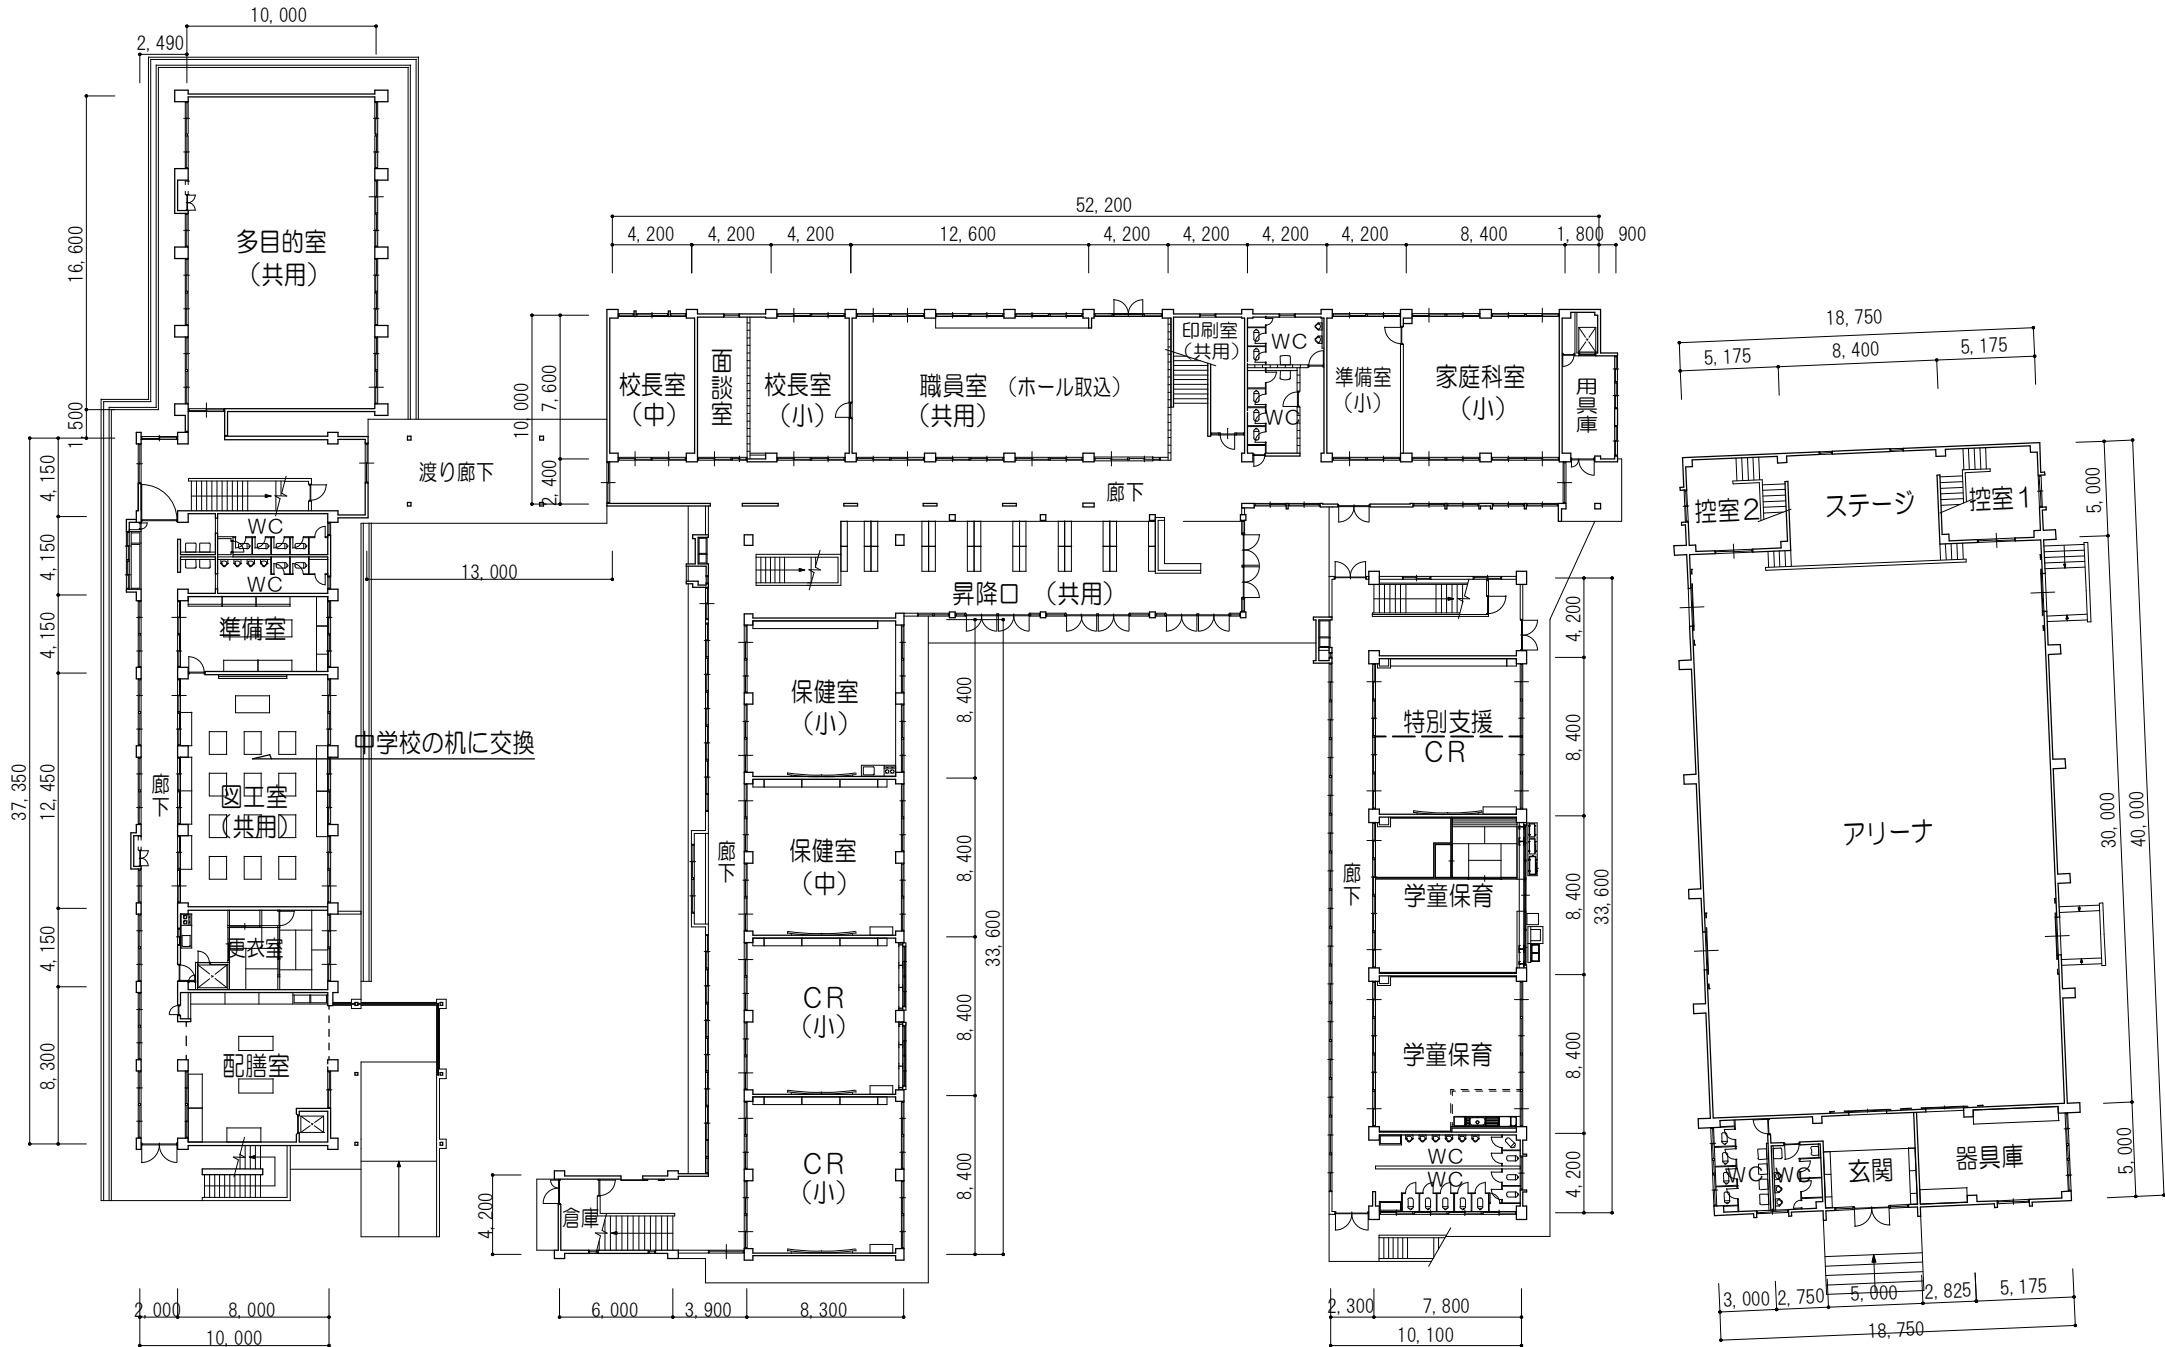 10,000
2,490
16,600
1,500
多目的室
（共用）
52,200
4,200
4,200
4,200
12,600
4,200
4,200
4,200
4,200
8,400
1,800
900
10,000
7,600
2,400
校長室
（中）
面談室
校長室
（小）
職員室 （ホール取込）
（共用）
印刷室
（共用）
WC
WC
準備室
（小）
家庭科室
（小）
用具庫
渡り廊下
廊下
13,000
昇降口 （共用）
37,350
4,150
4,150
4,150
12,450
4,150
8,300
WC
WC
準備室
中学校の机に交換
図工室
（共用）
廊下
更衣室
配膳室
2,000
8,000
10,000
保健室
（小）
保健室
（中）
廊下
CR
（小）
CR
（小）
8,400
8,400
8,400
8,400
33,600
倉庫
4,200
6,000
3,900
8,300
特別支援
CR
学童保育
廊下
学童保育
WC
WC
4,200
8,400
8,400
8,400
4,200
33,600
2,300
7,800
10,100
18,750
5,175
8,400
5,175
控室２
ステージ
控室１
アリーナ
5,000
30,000
5,000
40,000
WC
WC
玄関
器具庫
3,000
2,750
5,000
2,825
5,175
18,750